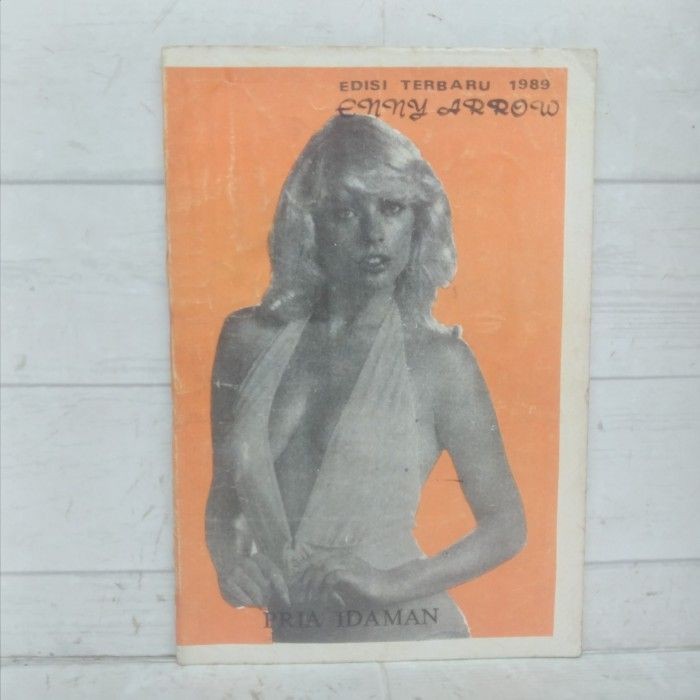 EDISI TERBARU 1989
ENNY ARROW
PRIA IDAMAN